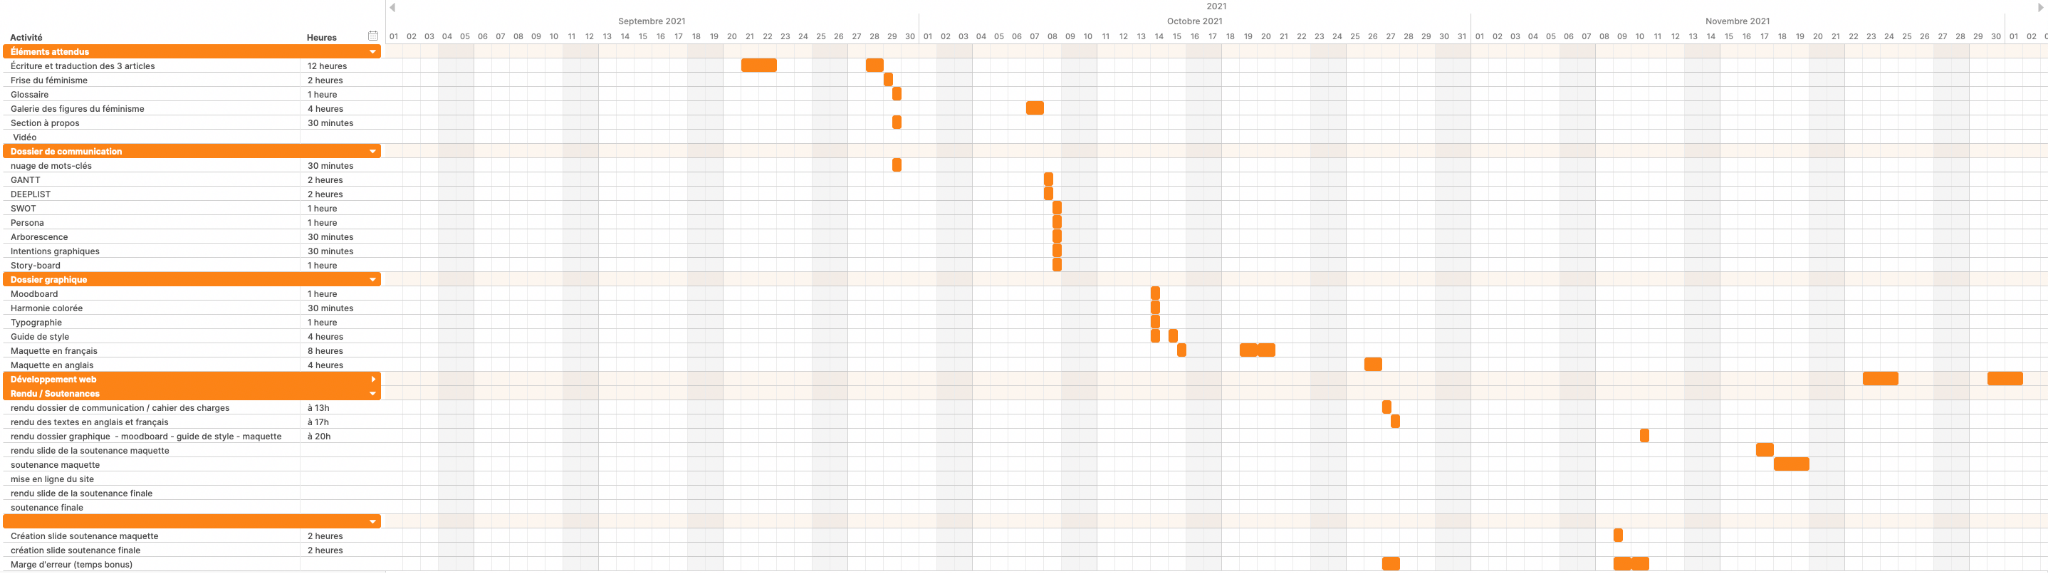 2021
Septembre 2021 Octobre 2021 Novembre 2021
Activité Heures 01 02 03 04 05 06 07 08 09 10 11 12 13 14 15 16 17 18 19 20 21 22 23 24 25 26 27 28 29 30 01 02 03 04 05 06 07 08 09 10 11 12 13 14 15 16 17 18 19 20 21 22 23 24 25 26 27 28 29 30 31 01 02 03 04 05 06 07 08 09 10 11 12 13 14 15 16 17 18 19 20 21 22 23 24 25 26 27 28 29 30 01 02
Éléments attendus
Écriture et traduction des 3 articles 12 heures
Frise du féminisme 2 heures
Glossaire 1 heure
Galerie des figures du féminisme 4 heures
Section à propos 30 minutes
Vidéo
Dossier de communication
nuage de mots-clés 30 minutes
GANTT 2 heures
DEEPLIST 2 heures
SWOT 1 heure
Persona 1 heure
Arborescence 30 minutes
Intentions graphiques 30 minutes
Story-board 1 heure
Dossier graphique
Moodboard 1 heure
Harmonie colorée 30 minutes
Typographie 1 heure
Guide de style 4 heures
Maquette en français 8 heures
Maquette en anglais 4 heures
Développement web
Rendu / Soutenances
rendu dossier de communication / cahier des charges à 13h
rendu des textes en anglais et français à 17h
rendu dossier graphique - moodboard - guide de style - maquette à 20h
rendu slide de la soutenance maquette
soutenance maquette
mise en ligne du site
rendu slide de la soutenance finale
soutenance finale
Création slide soutenance maquette 2 heures
création slide soutenance finale 2 heures
Marge d'erreur (temps bonus)